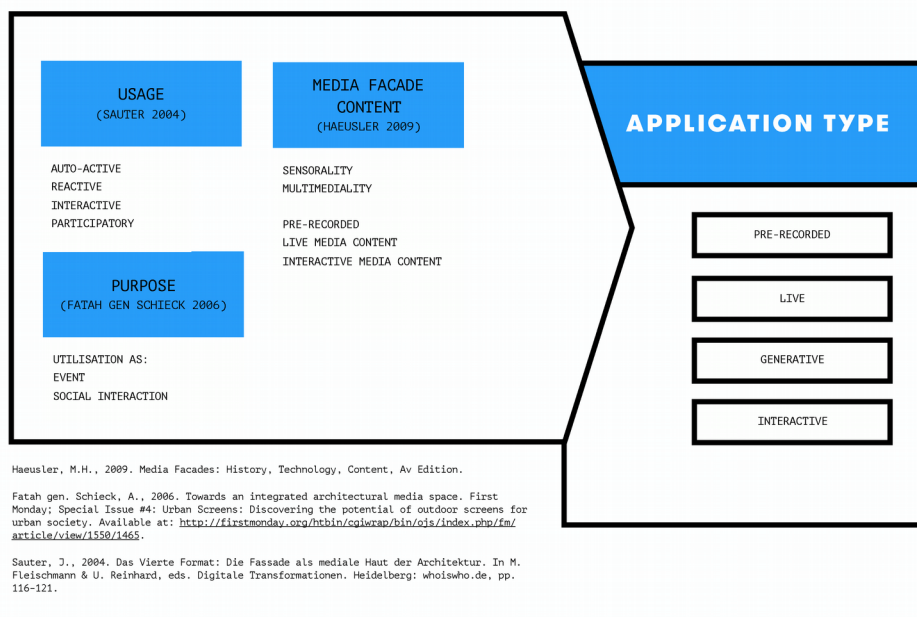 USAGE
(SAUTER 2004)
AUTO-ACTIVE
REACTIVE
INTERACTIVE
PARTICIPATORY
PURPOSE
(FATAH GEN SCHIECK 2006)
UTILISATION AS:
EVENT
SOCIAL INTERACTION
MEDIA FACADE
CONTENT
(HAEUSLER 2009)
SENSORALITY
MULTIMEDIALITY
PRE-RECORDED
LIVE MEDIA CONTENT
INTERACTIVE MEDIA CONTENT
APPLICATION TYPE
PRE-RECORDED
LIVE
GENERATIVE
INTERACTIVE
Haeusler, M.H., 2009. Media Facades: History, Technology, Content, Av Edition.
Fatah gen. Schieck, A., 2006. Towards an integrated architectural media space. First
Monday; Special Issue #4: Urban Screens: Discovering the potential of outdoor screens for
urban society. Available at: http://firstmonday.org/htbin/cgiwrap/bin/ojs/index.php/fm/
article/view/1550/1465.
Sauter, J., 2004. Das Vierte Format: Die Fassade als mediale Haut der Architektur. In M.
Fleischmann & U. Reinhard, eds. Digitale Transformationen. Heidelberg: whoiswho.de, pp.
116-121.